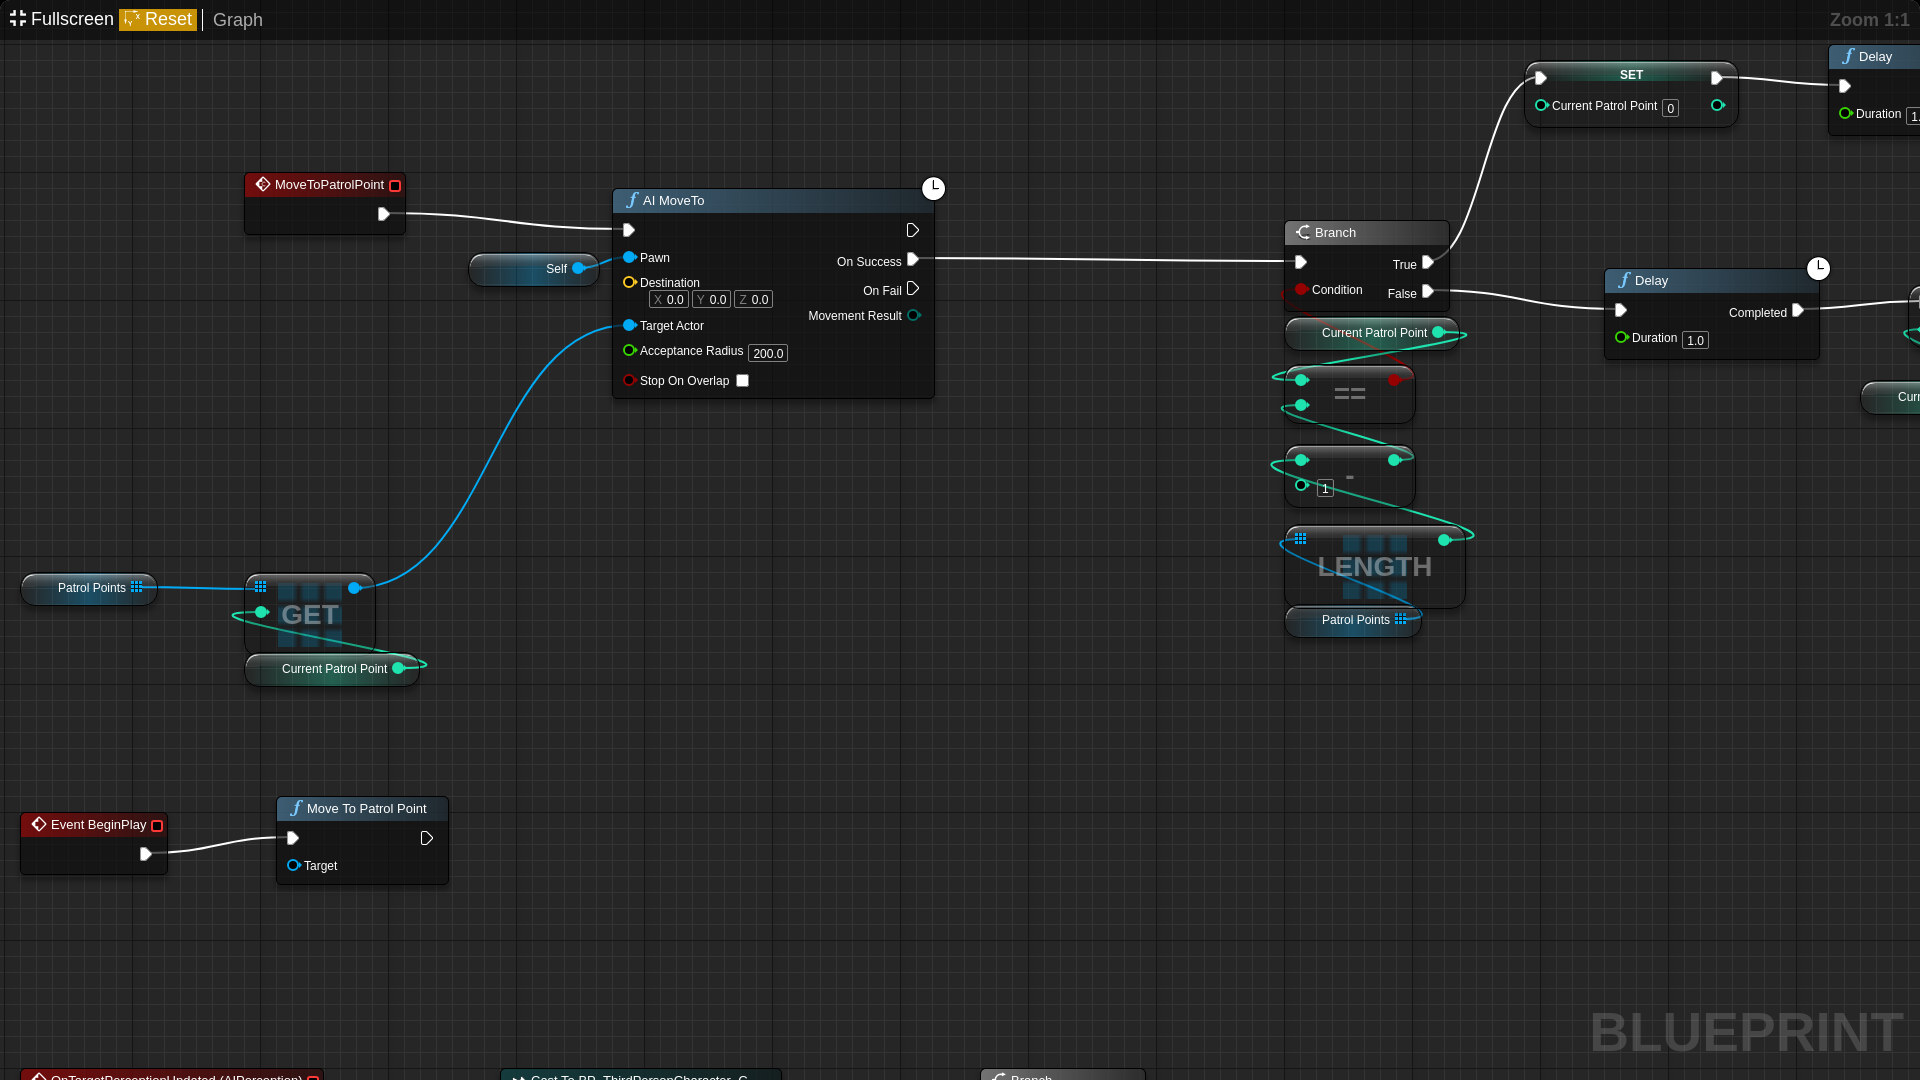 Fullscreen Reset Graph
Zoom 1:1
Delay
Duration 1.
SET
Current Patrol Point 0
MoveToPatrolPoint
AI MoveTo
Pawn
Destination
X 0.0 Y 0.0 Z 0.0
Target Actor
Acceptance Radius 200.0
Stop On Overlap
On Success
On Fail
Movement Result
Self
Branch
True
Condition
False
Current Patrol Point
==
-
1
LENGTH
Patrol Points
Delay
Completed
Duration 1.0
Curr
Patrol Points
GET
Current Patrol Point
Event BeginPlay
Move To Patrol Point
Target
BLUEPRINT
OnTargetPerceptionUpdated (AIPerception)
Cast To BP_ThirdPersonCharacter_C
Branch